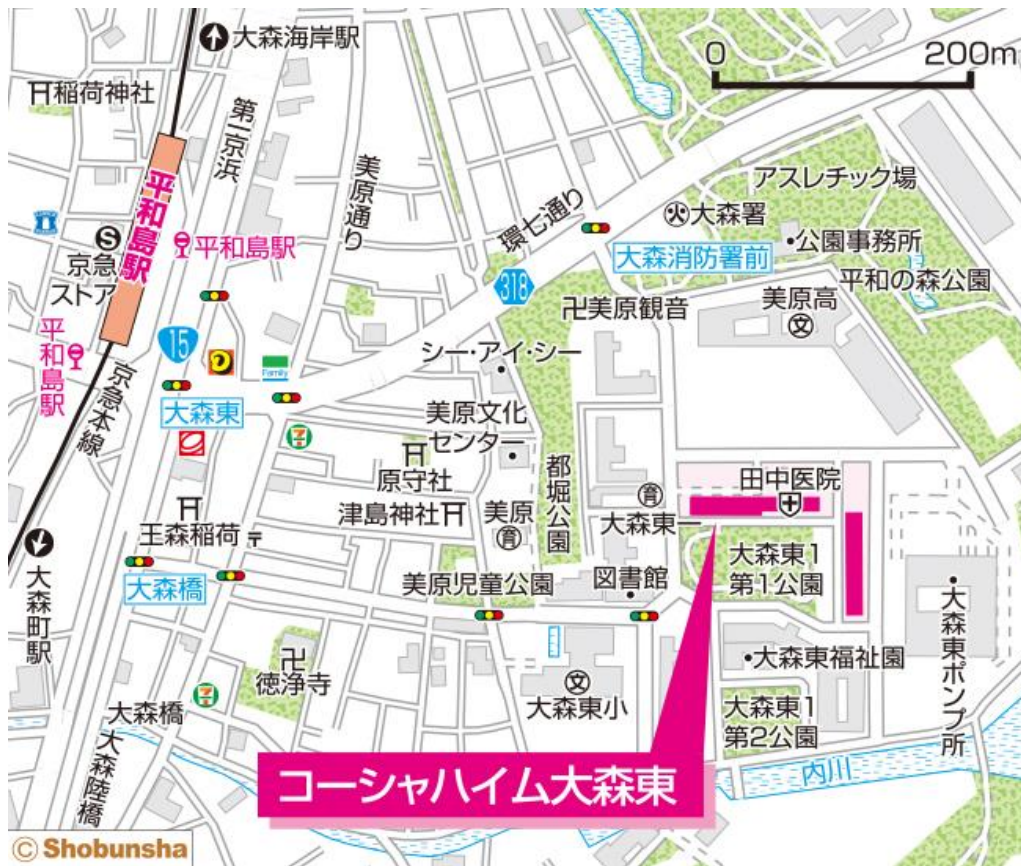 大森海岸駅
0 200m
稲荷神社
第一京浜
平和島駅
美原通り
アスレチック場
火
大森署
環七通り
S
平和島駅
公園事務所
京急
ストア
大森消防署前
平和の森公園
318
卍美原観音
美原高
文
15
平和島駅
シー・アイ・シー
Family
京急本線
大森東
美原文化
センター
7
原守社
都堀公園
田中医院
育
津島神社
美原
育
大森東一
王森稲荷
〒
大森東1
第1公園
大森橋
美原児童公園
図書館
大森町駅
大森東ポンプ所
卍
徳浄寺
大森東福祉園
文
大森東小
7
大森橋
大森東1
第2公園
大森陸橋
内川
コーシャハイム大森東
© Shobunsha